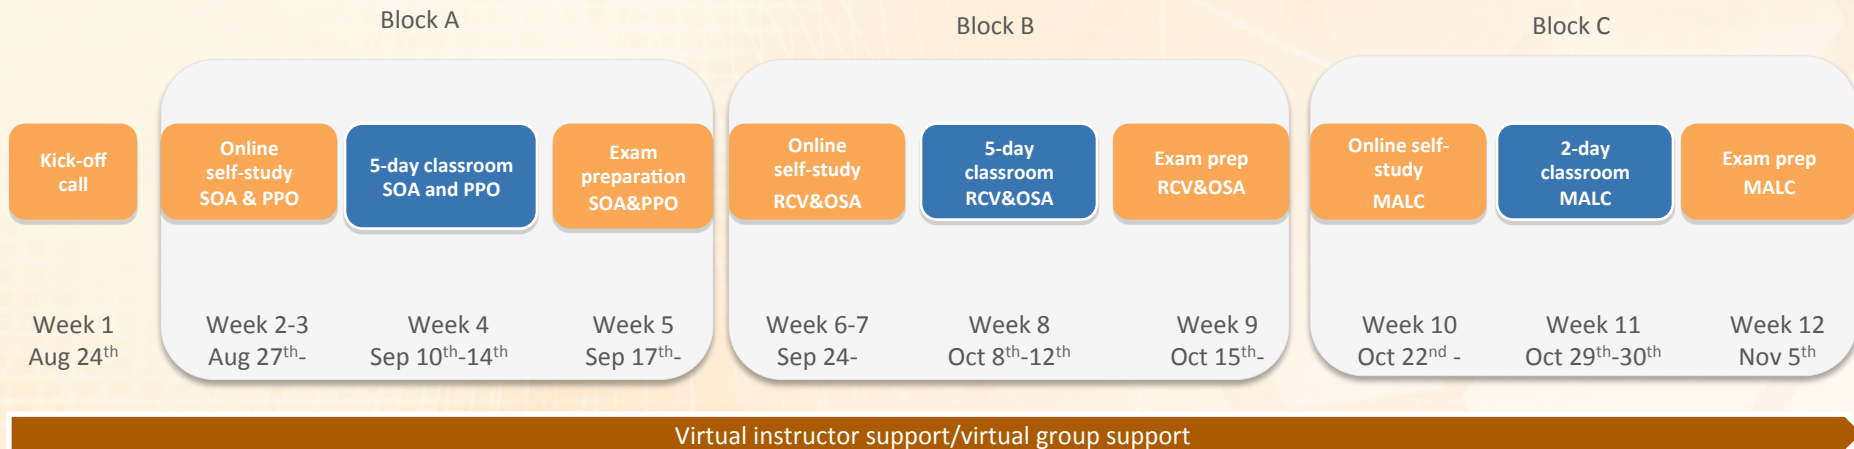 Block A
Block B
Block C
Kick-off
call
Online
self-study
SOA & PPO
5-day classroom
SOA and PPO
Exam
preparation
SOA&PPO
Online
self-study
RCV&OSA
5-day
classroom
RCV&OSA
Exam prep
RCV&OSA
Online self-
study
MALC
2-day
classroom
MALC
Exam prep
MALC
Week 1
Aug 24th
Week 2-3
Aug 27th-
Week 4
Sep 10th-14th
Week 5
Sep 17th-
Week 6-7
Sep 24-
Week 8
Oct 8th-12th
Week 9
Oct 15th-
Week 10
Oct 22nd -
Week 11
Oct 29th-30th
Week 12
Nov 5th
Virtual instructor support/virtual group support